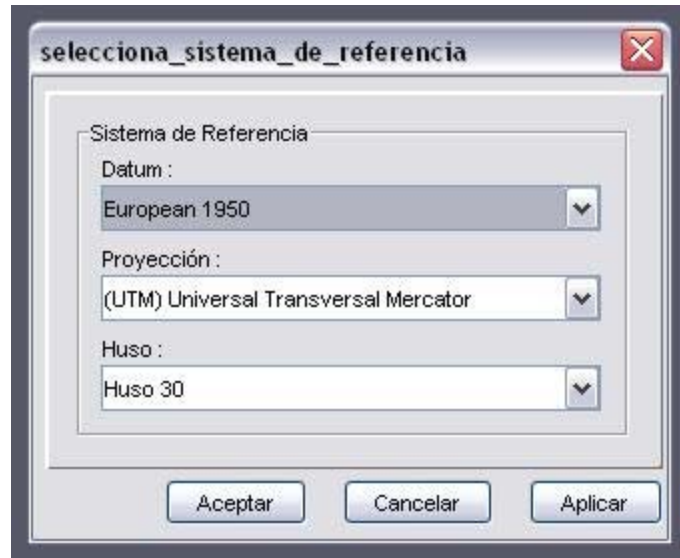 selecciona_sistema_de_referencia
Sistema de Referencia
Datum :
European 1950
Proyección :
(UTM) Universal Transversal Mercator
Huso :
Huso 30
Aceptar
Cancelar
Aplicar